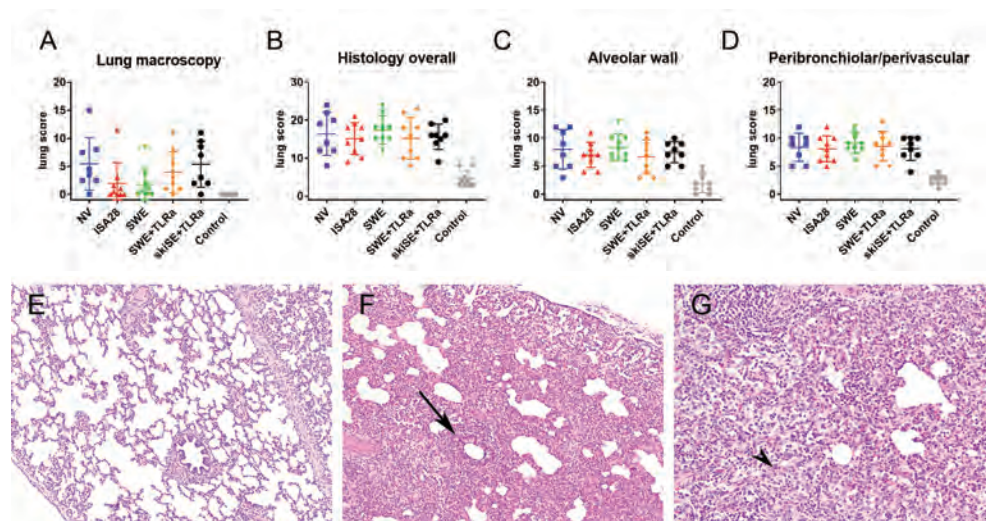 A
Lung macroscopy
lung score
20
15
10
5
0
NV
ISA28
SWE
SWE+TLRa
skiSE+TLRa
Control
B
Histology overall
lung score
30
20
10
0
NV
ISA28
SWE
SWE+TLRa
skiSE+TLRa
Control
C
Alveolar wall
lung score
20
15
10
5
0
NV
ISA28
SWE
SWE+TLRa
skiSE+TLRa
Control
D
Peribronchiolar/perivascular
lung score
20
15
10
5
0
NV
ISA28
SWE
SWE+TLRa
skiSE+TLRa
Control
E
F
G